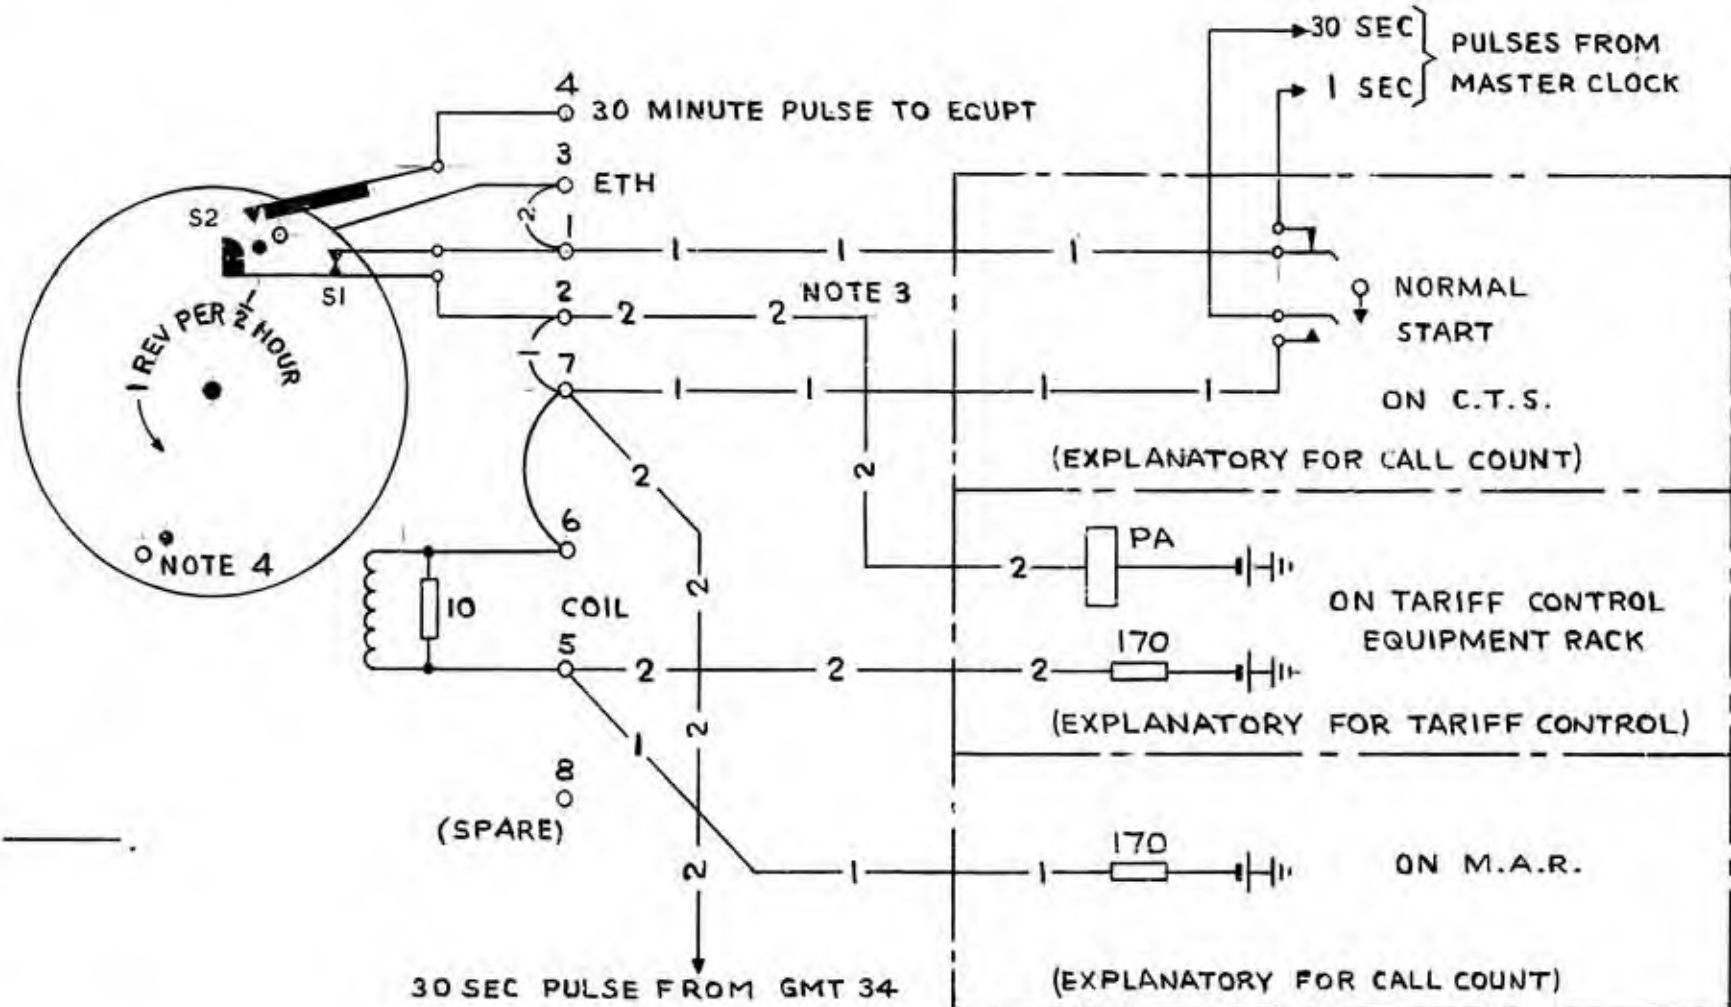 30 SEC
1 SEC
PULSES FROM
MASTER CLOCK
4
30 MINUTE PULSE TO EQUPT
3
ETH
S2
2
1
1 1 1
S1
2
2 2
NOTE 3
NORMAL
START
1 REV PER 1/2 HOUR
1
7
1 1 1 1
ON C.T.S.
(EXPLANATORY FOR CALL COUNT)
2
2
6
NOTE 4
2
2
PA
10
COIL
ON TARIFF CONTROL
EQUIPMENT RACK
5
2 2 2
170
(EXPLANATORY FOR TARIFF CONTROL)
1
2
8
(SPARE)
2
1 1
170
ON M.A.R.
30 SEC PULSE FROM GMT 34
(EXPLANATORY FOR CALL COUNT)